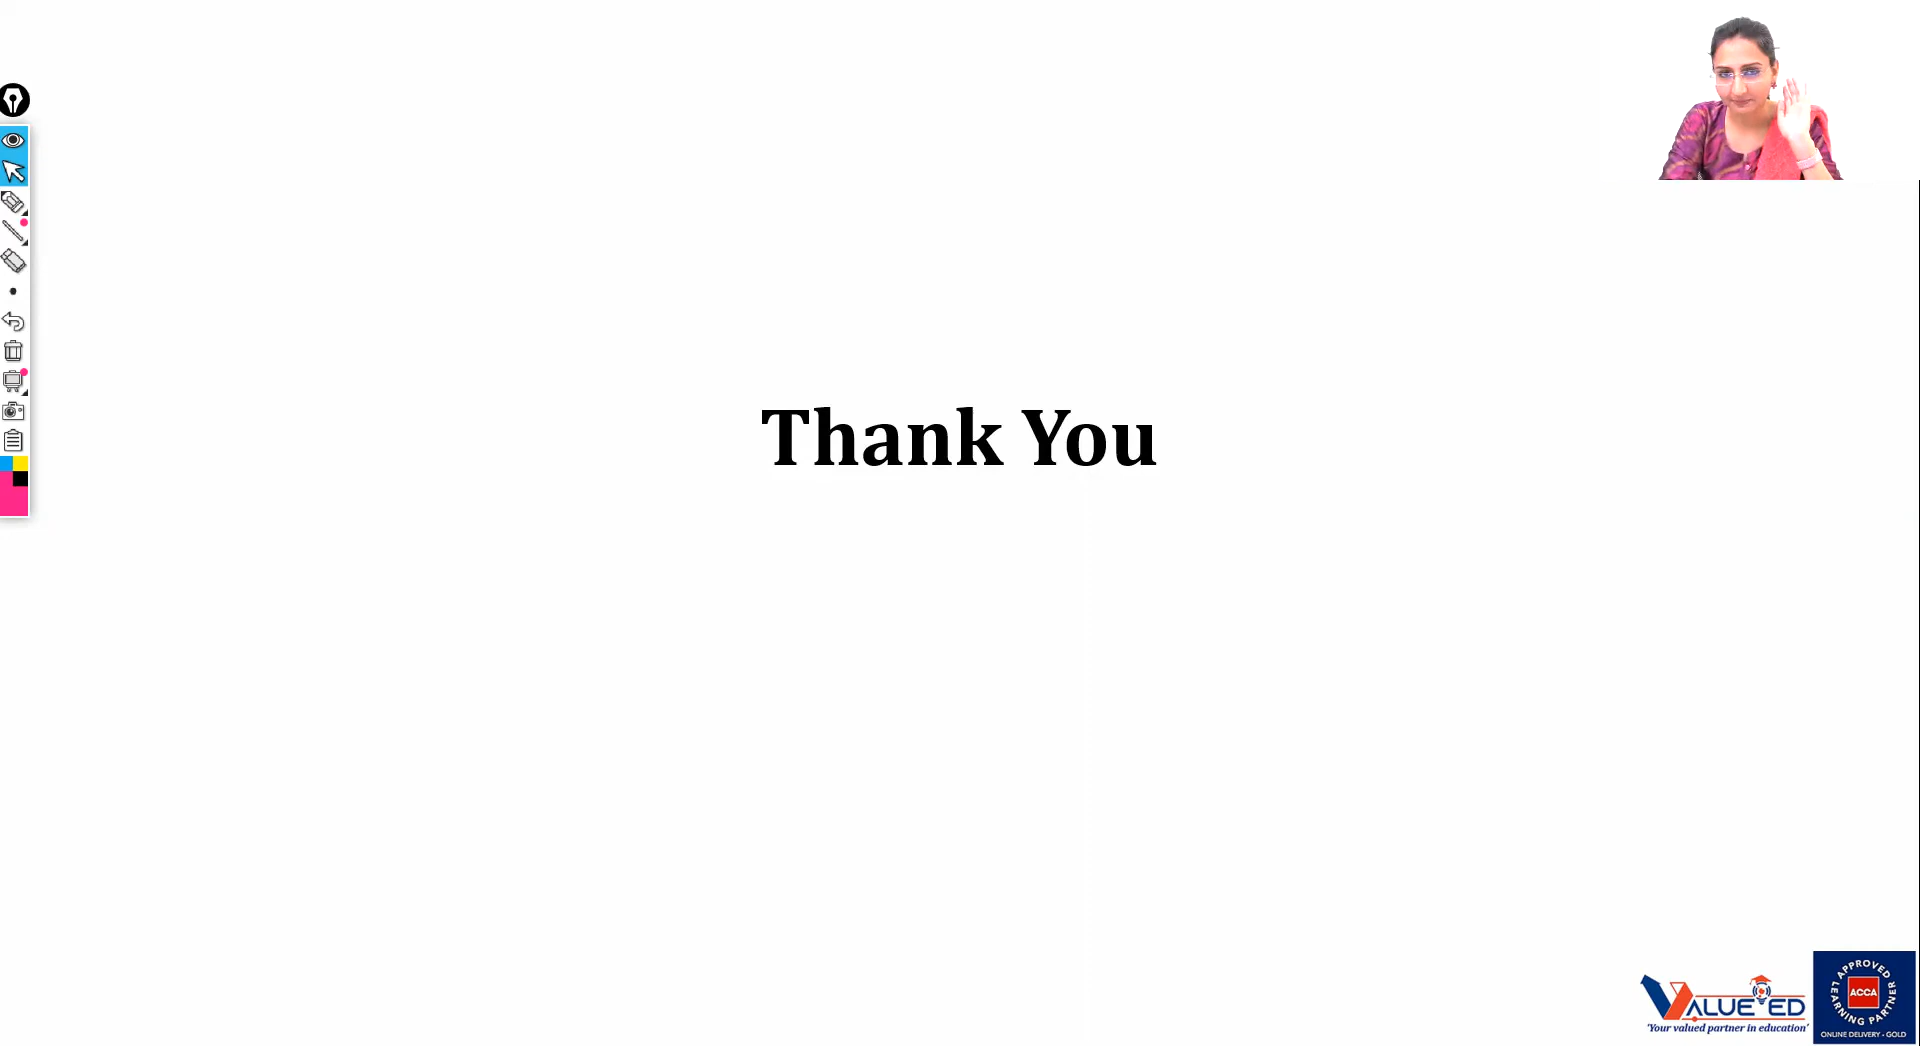 Thank You
VALUE ED
'Your valued partner in education'
APPROVED
LEARNING PARTNER
ACCA
ONLINE DELIVERY - GOLD